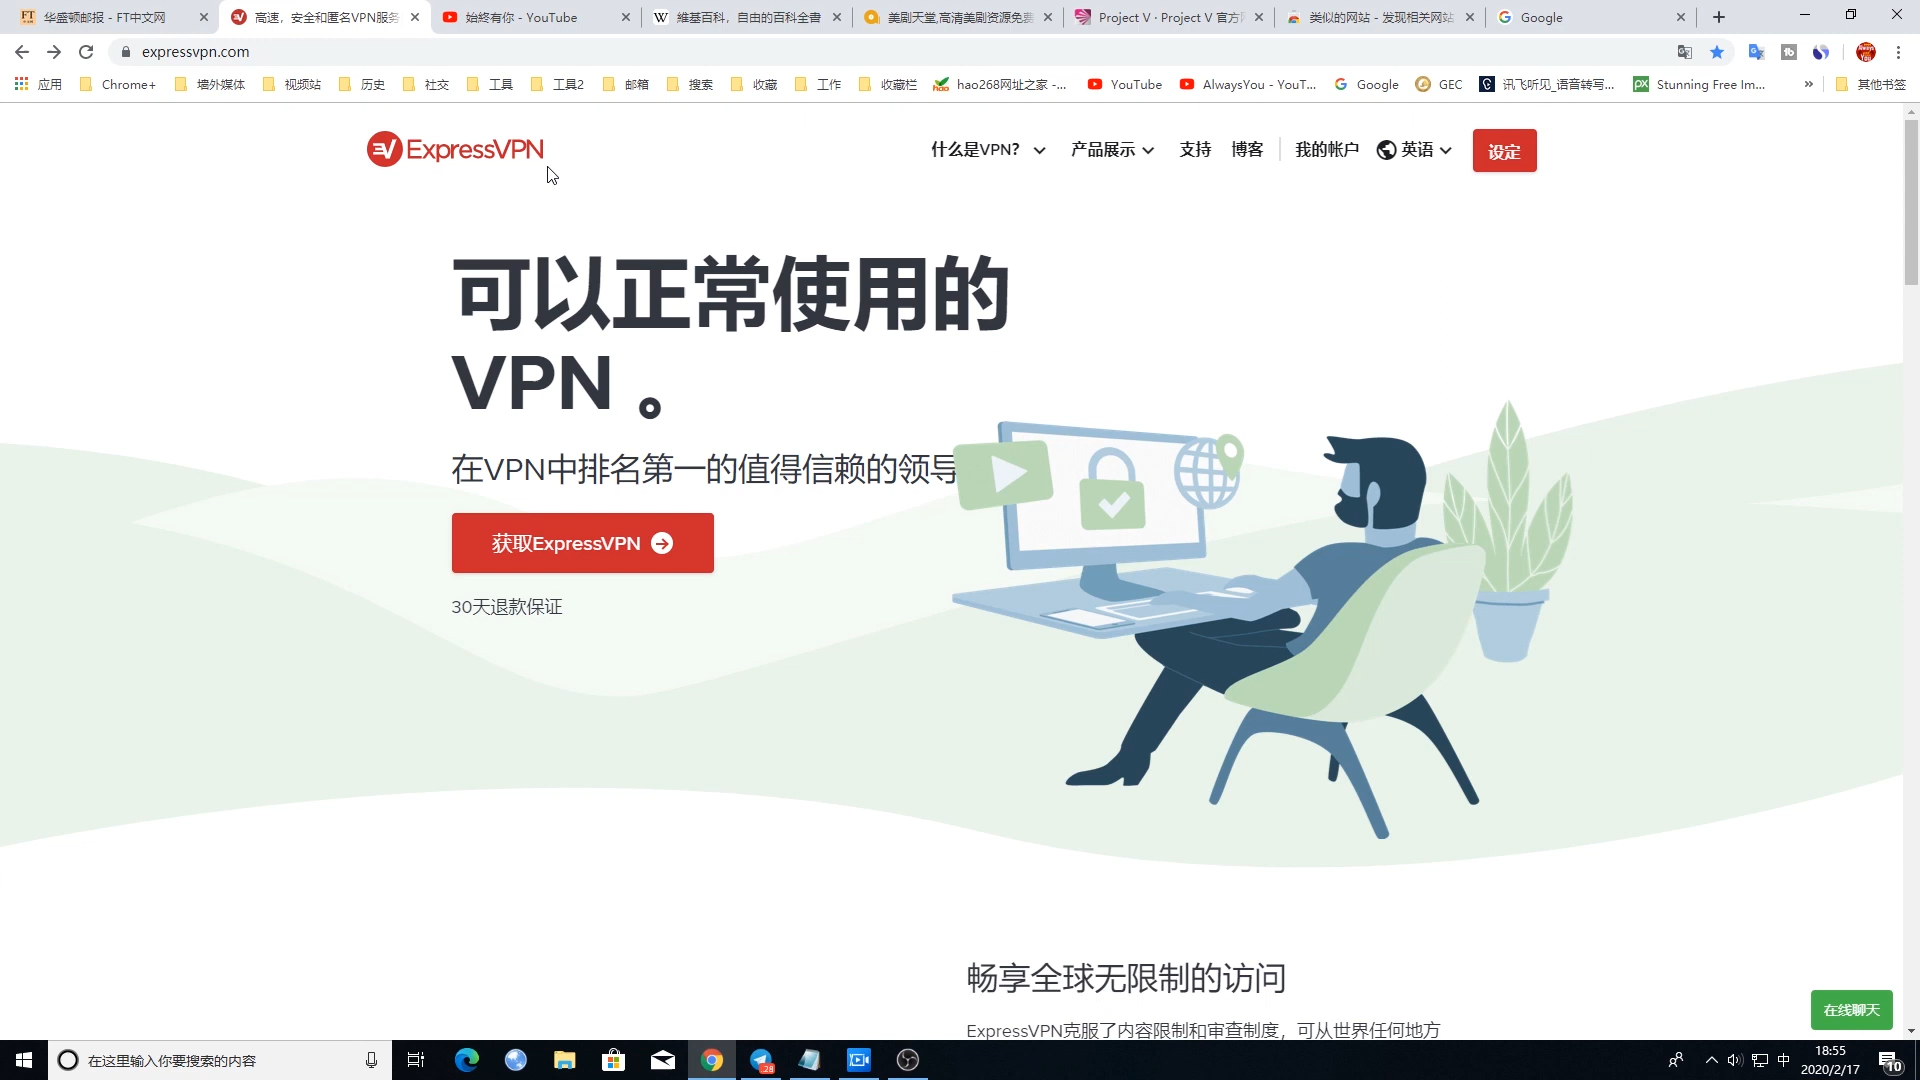 华盛顿邮报 - FT中文网
高速，安全和匿名VPN服务
始終有你 - YouTube
維基百科，自由的百科全書
美剧天堂,高清美剧资源免费
Project V · Project V 官方
类似的网站 - 发现相关网站
Google
expressvpn.com
应用
Chrome+
墙外媒体
视频站
历史
社交
工具
工具2
邮箱
搜索
收藏
工作
收藏栏
hao268网址之家 -...
YouTube
AlwaysYou - YouT...
Google
GEC
讯飞听见_语音转写...
Stunning Free Im...
»
其他书签
ExpressVPN
什么是VPN?
产品展示
支持
博客
我的帐户
英语
设定
可以正常使用的
VPN 。
在VPN中排名第一的值得信赖的领导
获取ExpressVPN
30天退款保证
畅享全球无限制的访问
ExpressVPN克服了内容限制和审查制度，可从世界任何地方
在线聊天
在这里输入你要搜索的内容
28
中
18:55
2020/2/17
10